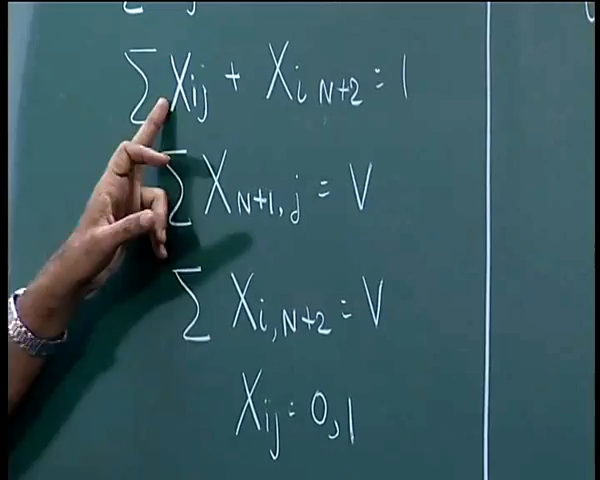 ∑ Xij + Xi N+2 = 1
∑ XN+1, j = V
∑ Xi, N+2 = V
Xij = 0, 1